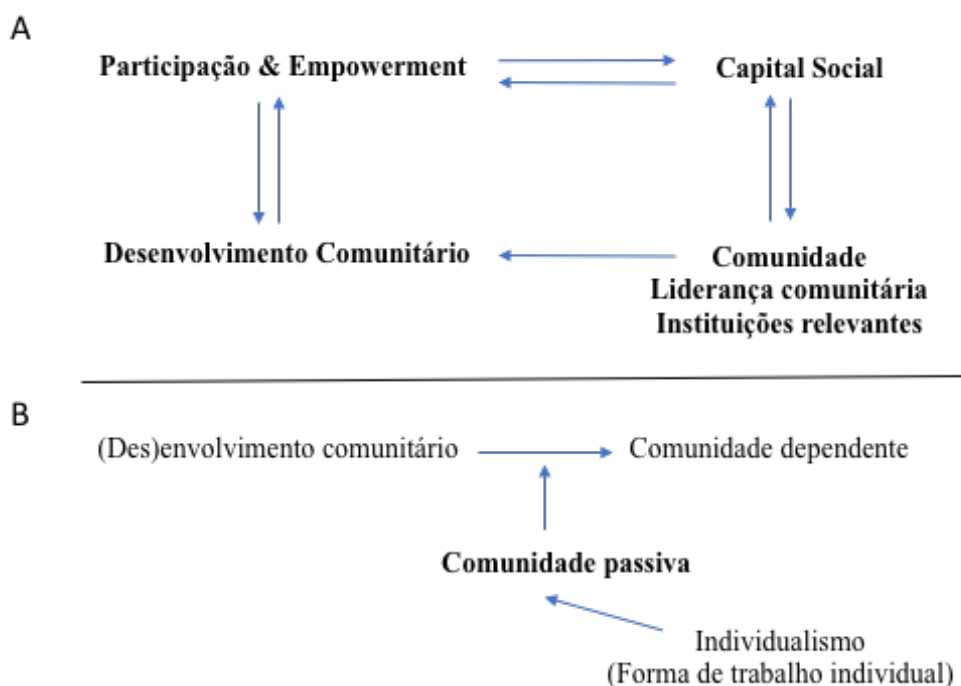 A
Participação & Empowerment
Capital Social
Desenvolvimento Comunitário
Comunidade
Liderança comunitária
Instituições relevantes
B
(Des)envolvimento comunitário
Comunidade dependente
Comunidade passiva
Individualismo
(Forma de trabalho individual)